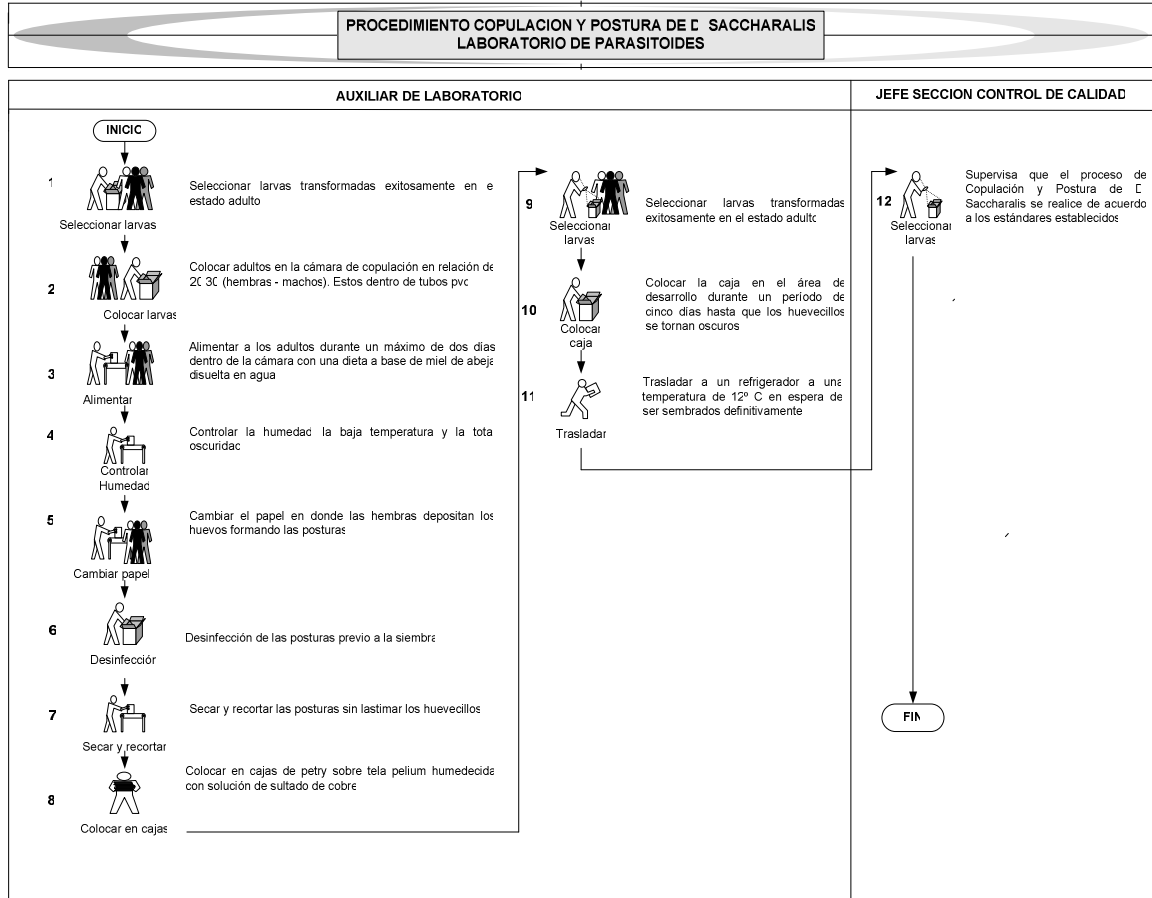 PROCEDIMIENTO COPULACION Y POSTURA DE D SACCHARALIS
LABORATORIO DE PARASITOIDES
AUXILIAR DE LABORATORIO
JEFE SECCION CONTROL DE CALIDAD
INICIO
1
Seleccionar larvas transformadas exitosamente en e
estado adulto
Seleccionar larvas
2
Colocar adultos en la cámara de copulación en relación de
20 30 (hembras - machos). Estos dentro de tubos pvc
Colocar larvas
3
Alimentar a los adultos durante un máximo de dos días
dentro de la cámara con una dieta a base de miel de abeja
disuelta en agua
Alimentar
4
Controlar la humedad la baja temperatura y la tota
oscuridad
Controlar
Humedad
5
Cambiar el papel en donde las hembras depositan los
huevos formando las posturas
Cambiar papel
6
Desinfección de las posturas previo a la siembra
Desinfección
7
Secar y recortar las posturas sin lastimar los huevecillos
Secar y recortar
8
Colocar en cajas de petry sobre tela pelium humedecida
con solución de sultado de cobre
Colocar en cajas
9
Seleccionar larvas transformadas
exitosamente en el estado adulto
Seleccionar
larvas
10
Colocar la caja en el área de
desarrollo durante un período de
cinco días hasta que los huevecillos
se tornan oscuros
Colocar
caja
11
Trasladar a un refrigerador a una
temperatura de 12º C en espera de
ser sembrados definitivamente
Trasladar
12
Supervisa que el proceso de
Copulación y Postura de D
Saccharalis se realice de acuerdo
a los estándares establecidos
Seleccionar
larvas
FIN